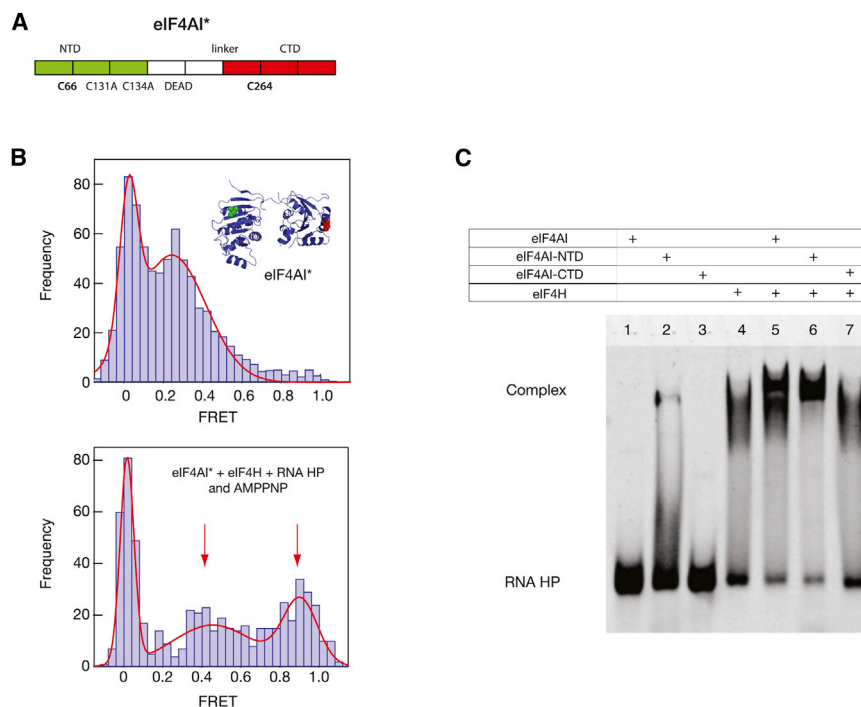 A
eIF4AI*
NTD linker CTD
C66 C131A C134A DEAD C264
B
80
60
40
20
0
Frequency
eIF4AI*
0 0.2 0.4 0.6 0.8 1.0
FRET
80
60
40
20
0
Frequency
eIF4AI* + eIF4H + RNA HP
and AMPPNP
0 0.2 0.4 0.6 0.8 1.0
FRET
C
eIF4AI + +
eIF4AI-NTD + +
eIF4AI-CTD + +
eIF4H + + + +
1 2 3 4 5 6 7
Complex
RNA HP